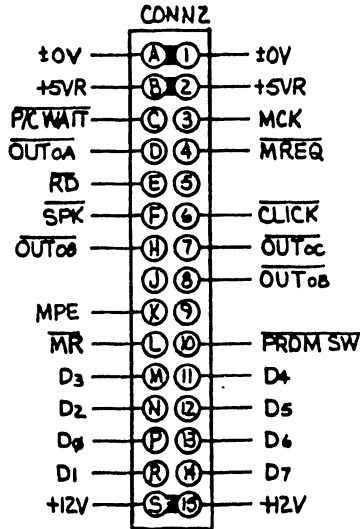 CONN2
±0V A 1 ±0V
+5VR B 2 +5VR
P/C WAIT C 3 MCK
OUT0A D 4 MREQ
RD E 5
SPK F 6 CLICK
OUT0B H 7 OUT0C
J 8 OUT0B
MPE K 9
MR L 10 PROM SW
D3 M 11 D4
D2 N 12 D5
D0 P 13 D6
D1 R 14 D7
+12V S 15 +12V